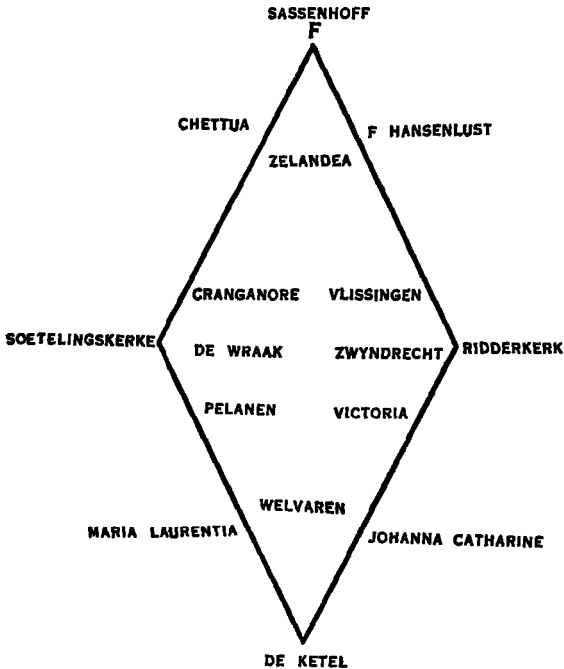 SASSENHOFF
F
CHETTUA
F HANSENLUST
ZELANDEA
CRANGANORE VLISSINGEN
SOETELINGSKERKE DE WRAAK ZWYNDRECHT RIDDERKERK
PELANEN VICTORIA
WELVAREN
MARIA LAURENTIA JOHANNA CATHARINE
DE KETEL